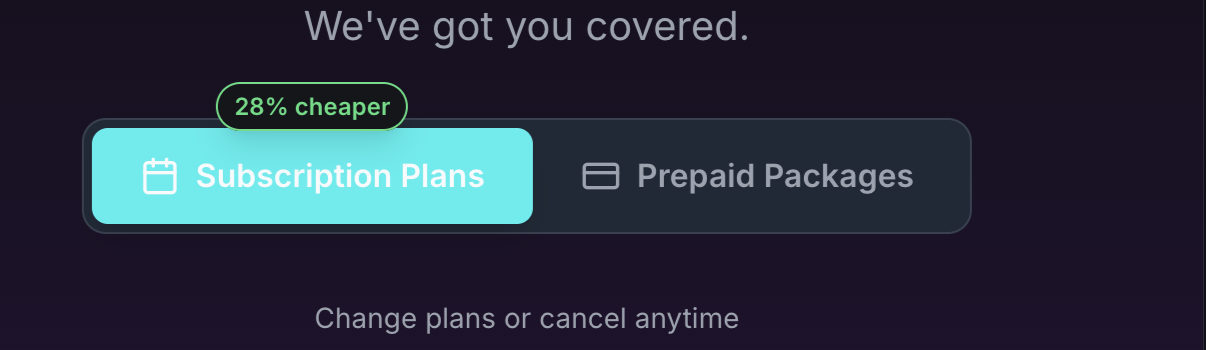 We've got you covered.
28% cheaper
Subscription Plans
Prepaid Packages
Change plans or cancel anytime